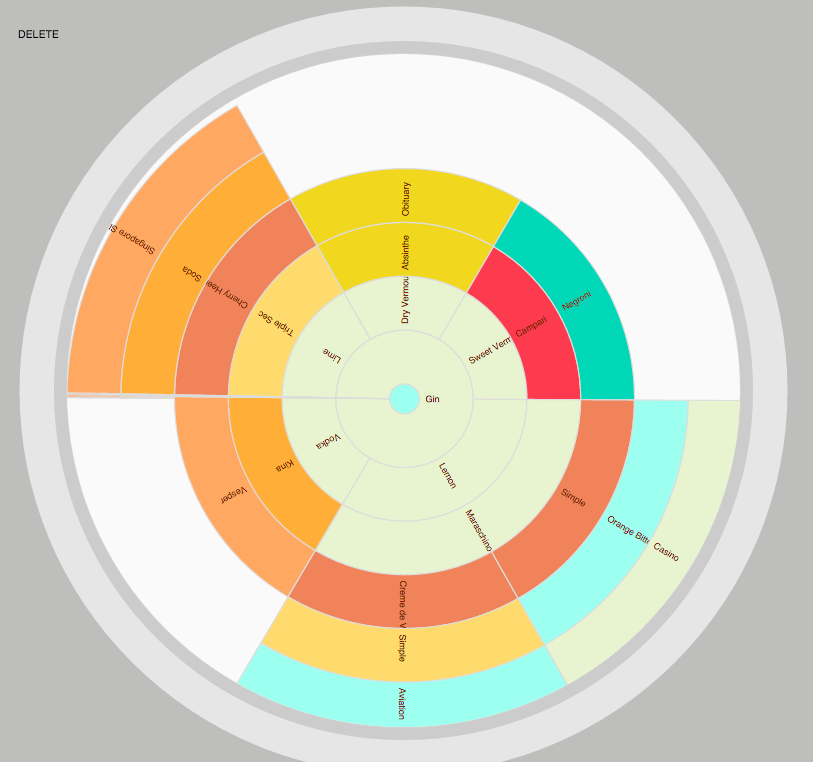 DELETE
Obituary
Absinthe
Dry Vermou
Negroni
Campari
Sweet Verm
Singapore Sl
Soda
Cherry Hee
Triple Sec
Lime
Gin
Vodka
Kina
Vesper
Lemon
Maraschino
Simple
Orange Bitt
Casino
Creme de V
Simple
Aviation